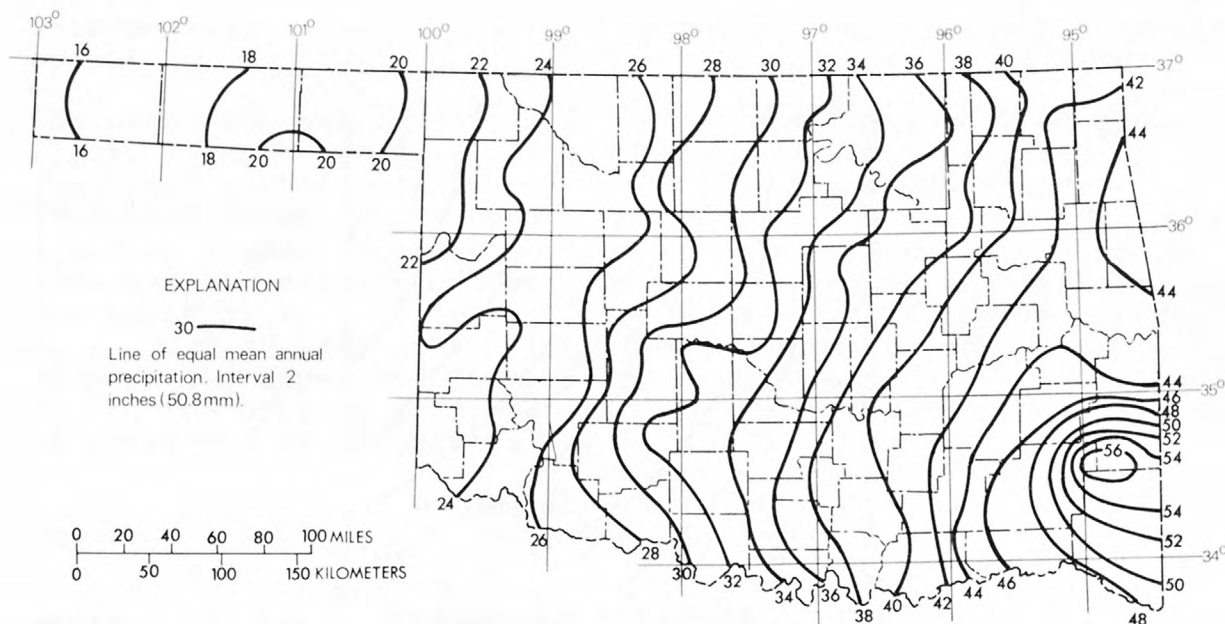 103° 102° 101° 100° 99° 98° 97° 96° 95°
16 18 20 22 24 26 28 30 32 34 36 38 40
37°
42
44
16 18 20 20 20
36°
22
44
EXPLANATION
30
Line of equal mean annual
precipitation. Interval 2
inches (50.8mm).
44
35°
46
48
50
52
54
56
24
54
52
26
28
34°
30 32 34 36 38 40 42 44 46
50
48
0 20 40 60 80 100 MILES
0 50 100 150 KILOMETERS